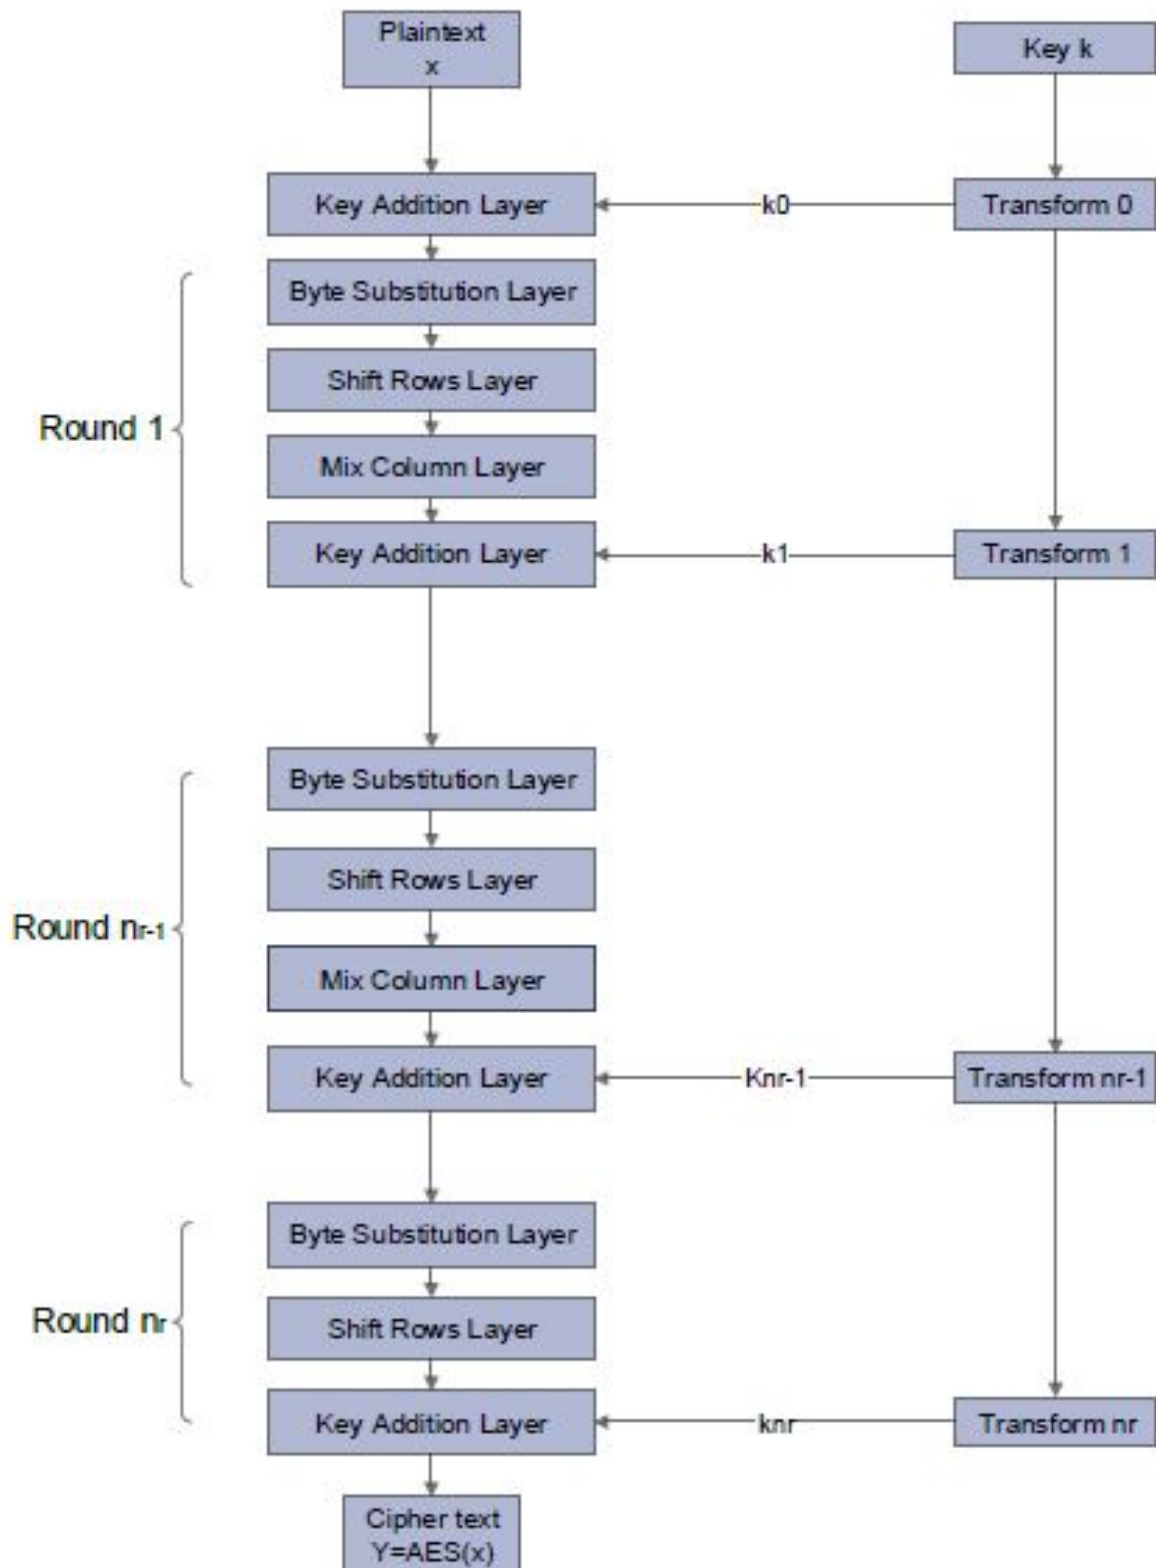 Plaintext
x
Key k
Key Addition Layer
k0
Transform 0
Byte Substitution Layer
Shift Rows Layer
Round 1
Mix Column Layer
Key Addition Layer
k1
Transform 1
Byte Substitution Layer
Shift Rows Layer
Round nr-1
Mix Column Layer
Key Addition Layer
Knr-1
Transform nr-1
Byte Substitution Layer
Round nr
Shift Rows Layer
Key Addition Layer
knr
Transform nr
Cipher text
Y=AES(x)